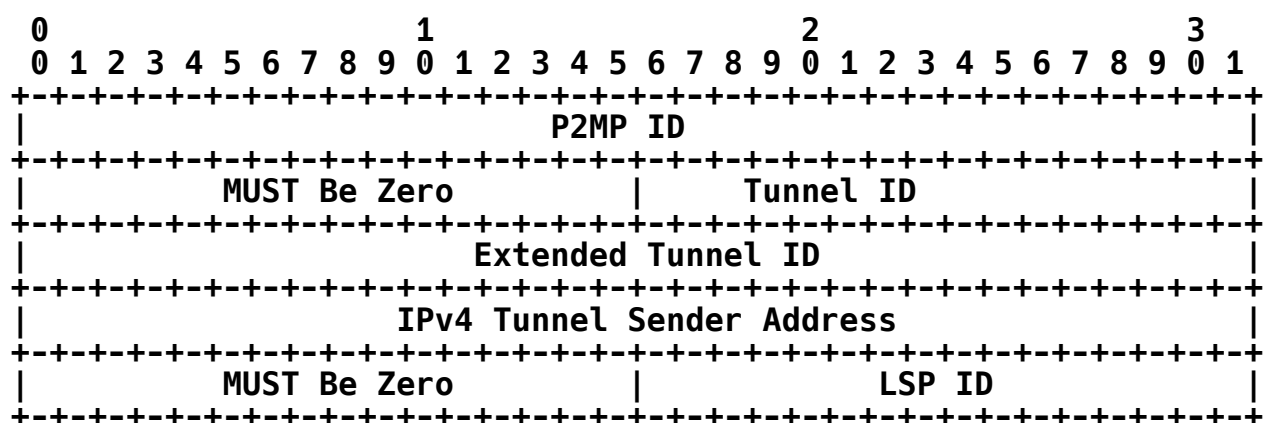 0                   1                   2                   3
 0 1 2 3 4 5 6 7 8 9 0 1 2 3 4 5 6 7 8 9 0 1 2 3 4 5 6 7 8 9 0 1
+-+-+-+-+-+-+-+-+-+-+-+-+-+-+-+-+-+-+-+-+-+-+-+-+-+-+-+-+-+-+-+-+
|                           P2MP ID                             |
+-+-+-+-+-+-+-+-+-+-+-+-+-+-+-+-+-+-+-+-+-+-+-+-+-+-+-+-+-+-+-+-+
|          MUST Be Zero         |     Tunnel ID                 |
+-+-+-+-+-+-+-+-+-+-+-+-+-+-+-+-+-+-+-+-+-+-+-+-+-+-+-+-+-+-+-+-+
|                       Extended Tunnel ID                      |
+-+-+-+-+-+-+-+-+-+-+-+-+-+-+-+-+-+-+-+-+-+-+-+-+-+-+-+-+-+-+-+-+
|                   IPv4 Tunnel Sender Address                  |
+-+-+-+-+-+-+-+-+-+-+-+-+-+-+-+-+-+-+-+-+-+-+-+-+-+-+-+-+-+-+-+-+
|          MUST Be Zero         |            LSP ID             |
+-+-+-+-+-+-+-+-+-+-+-+-+-+-+-+-+-+-+-+-+-+-+-+-+-+-+-+-+-+-+-+-+